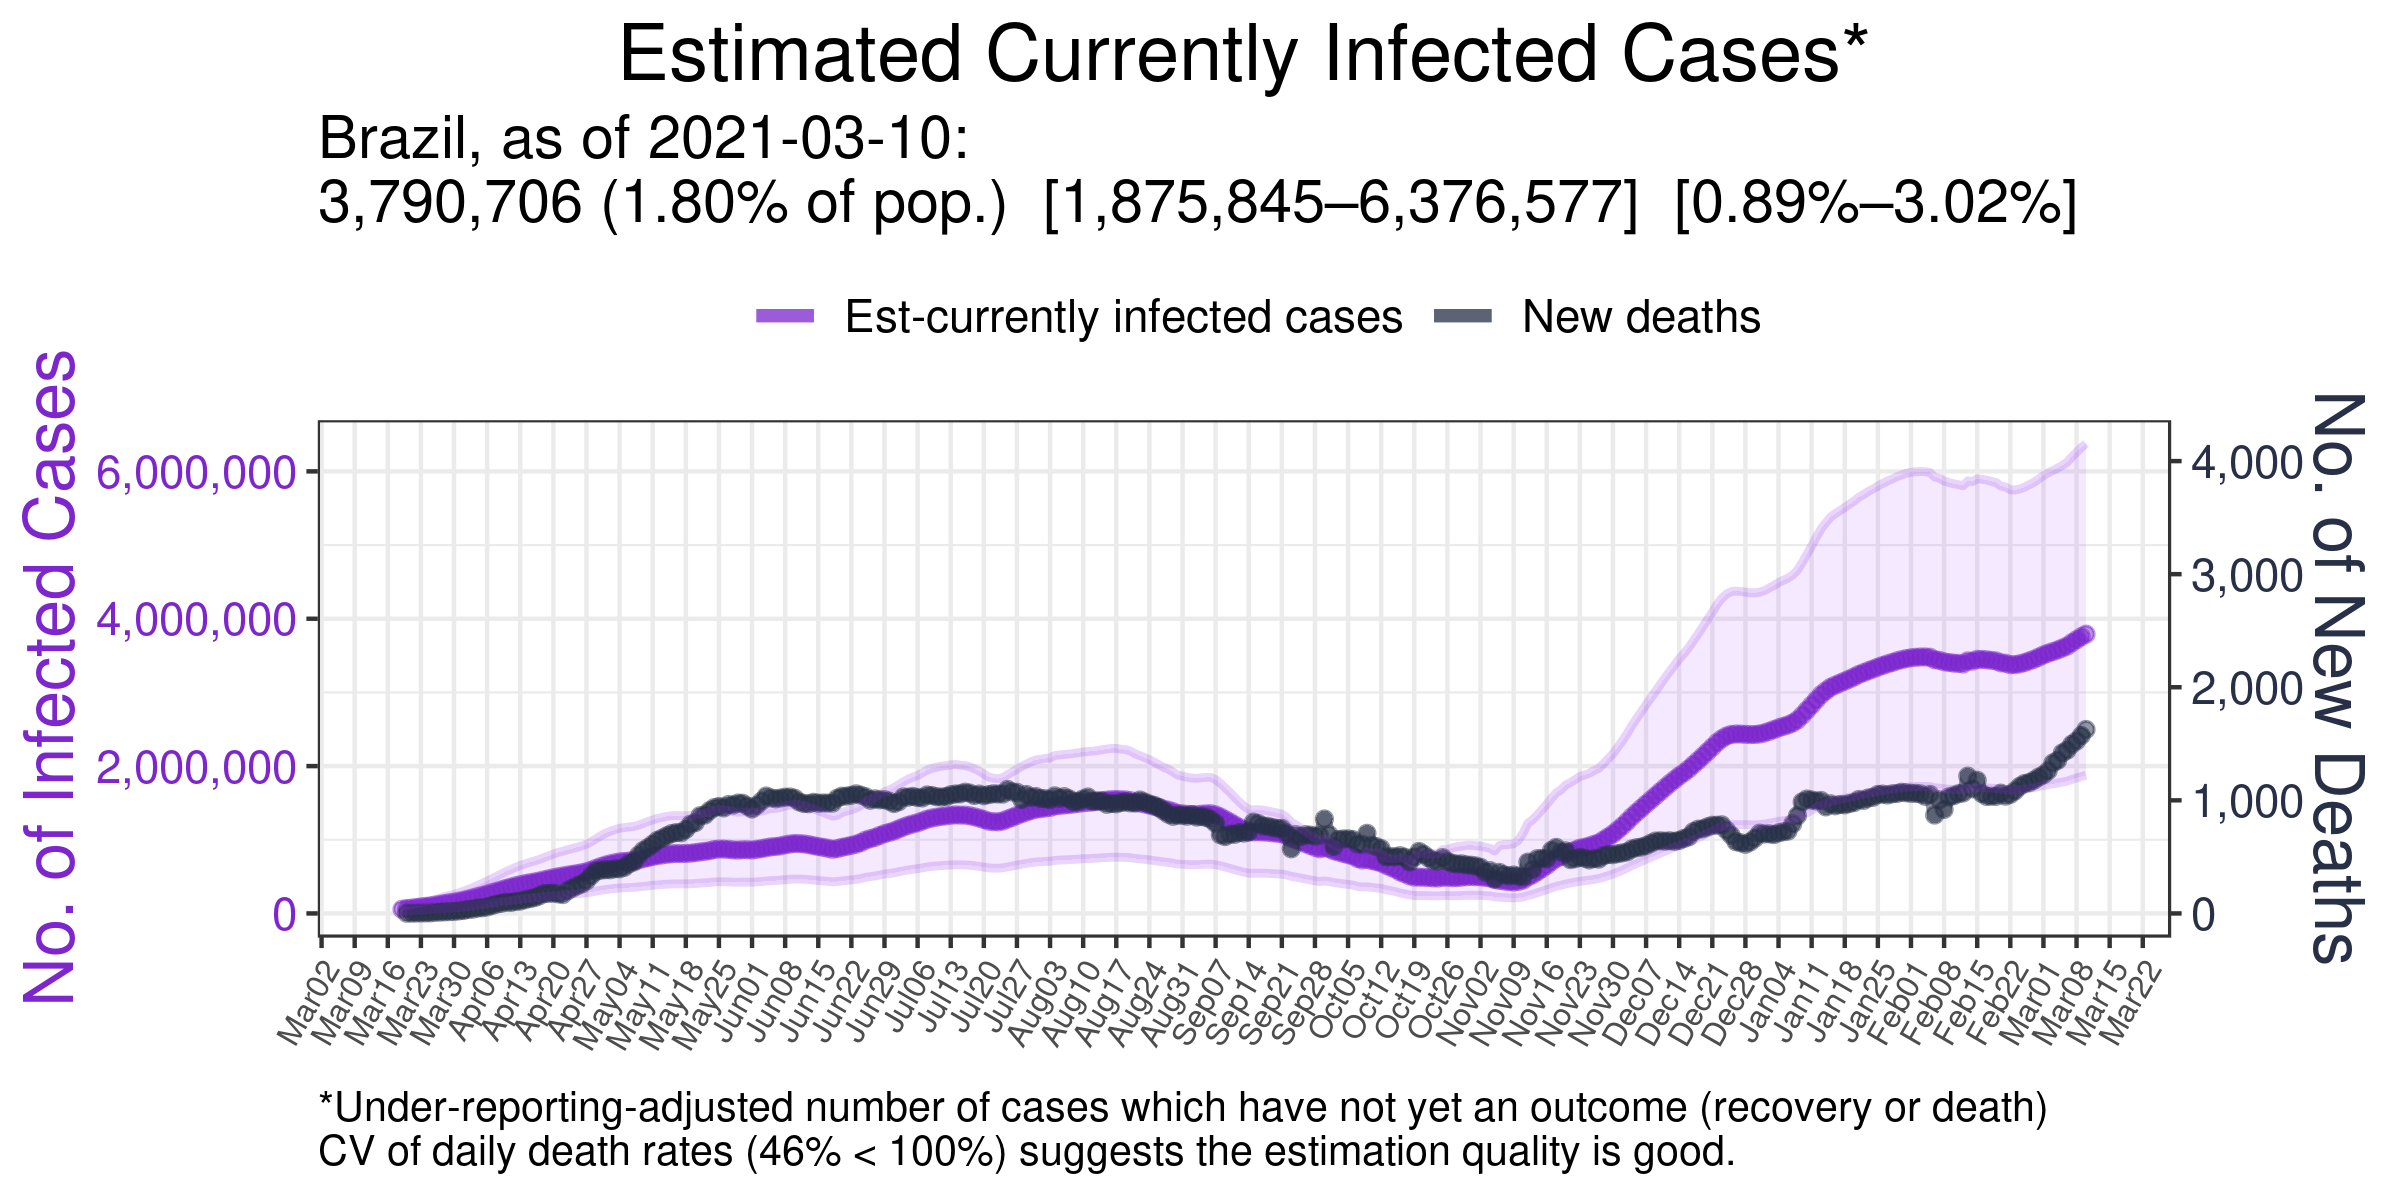 Estimated Currently Infected Cases*
Brazil, as of 2021-03-10:
3,790,706 (1.80% of pop.)  [1,875,845–6,376,577]  [0.89%–3.02%]
Est-currently infected cases
New deaths
No. of Infected Cases
6,000,000
4,000,000
2,000,000
0
4,000
3,000
2,000
1,000
0
No. of New Deaths
Mar02
Mar09
Mar16
Mar23
Mar30
Apr06
Apr13
Apr20
Apr27
May04
May11
May18
May25
Jun01
Jun08
Jun15
Jun22
Jun29
Jul06
Jul13
Jul20
Jul27
Aug03
Aug10
Aug17
Aug24
Aug31
Sep07
Sep14
Sep21
Sep28
Oct05
Oct12
Oct19
Oct26
Nov02
Nov09
Nov16
Nov23
Nov30
Dec07
Dec14
Dec21
Dec28
Jan04
Jan11
Jan18
Jan25
Feb01
Feb08
Feb15
Feb22
Mar01
Mar08
Mar15
Mar22
*Under-reporting-adjusted number of cases which have not yet an outcome (recovery or death)
CV of daily death rates (46% < 100%) suggests the estimation quality is good.